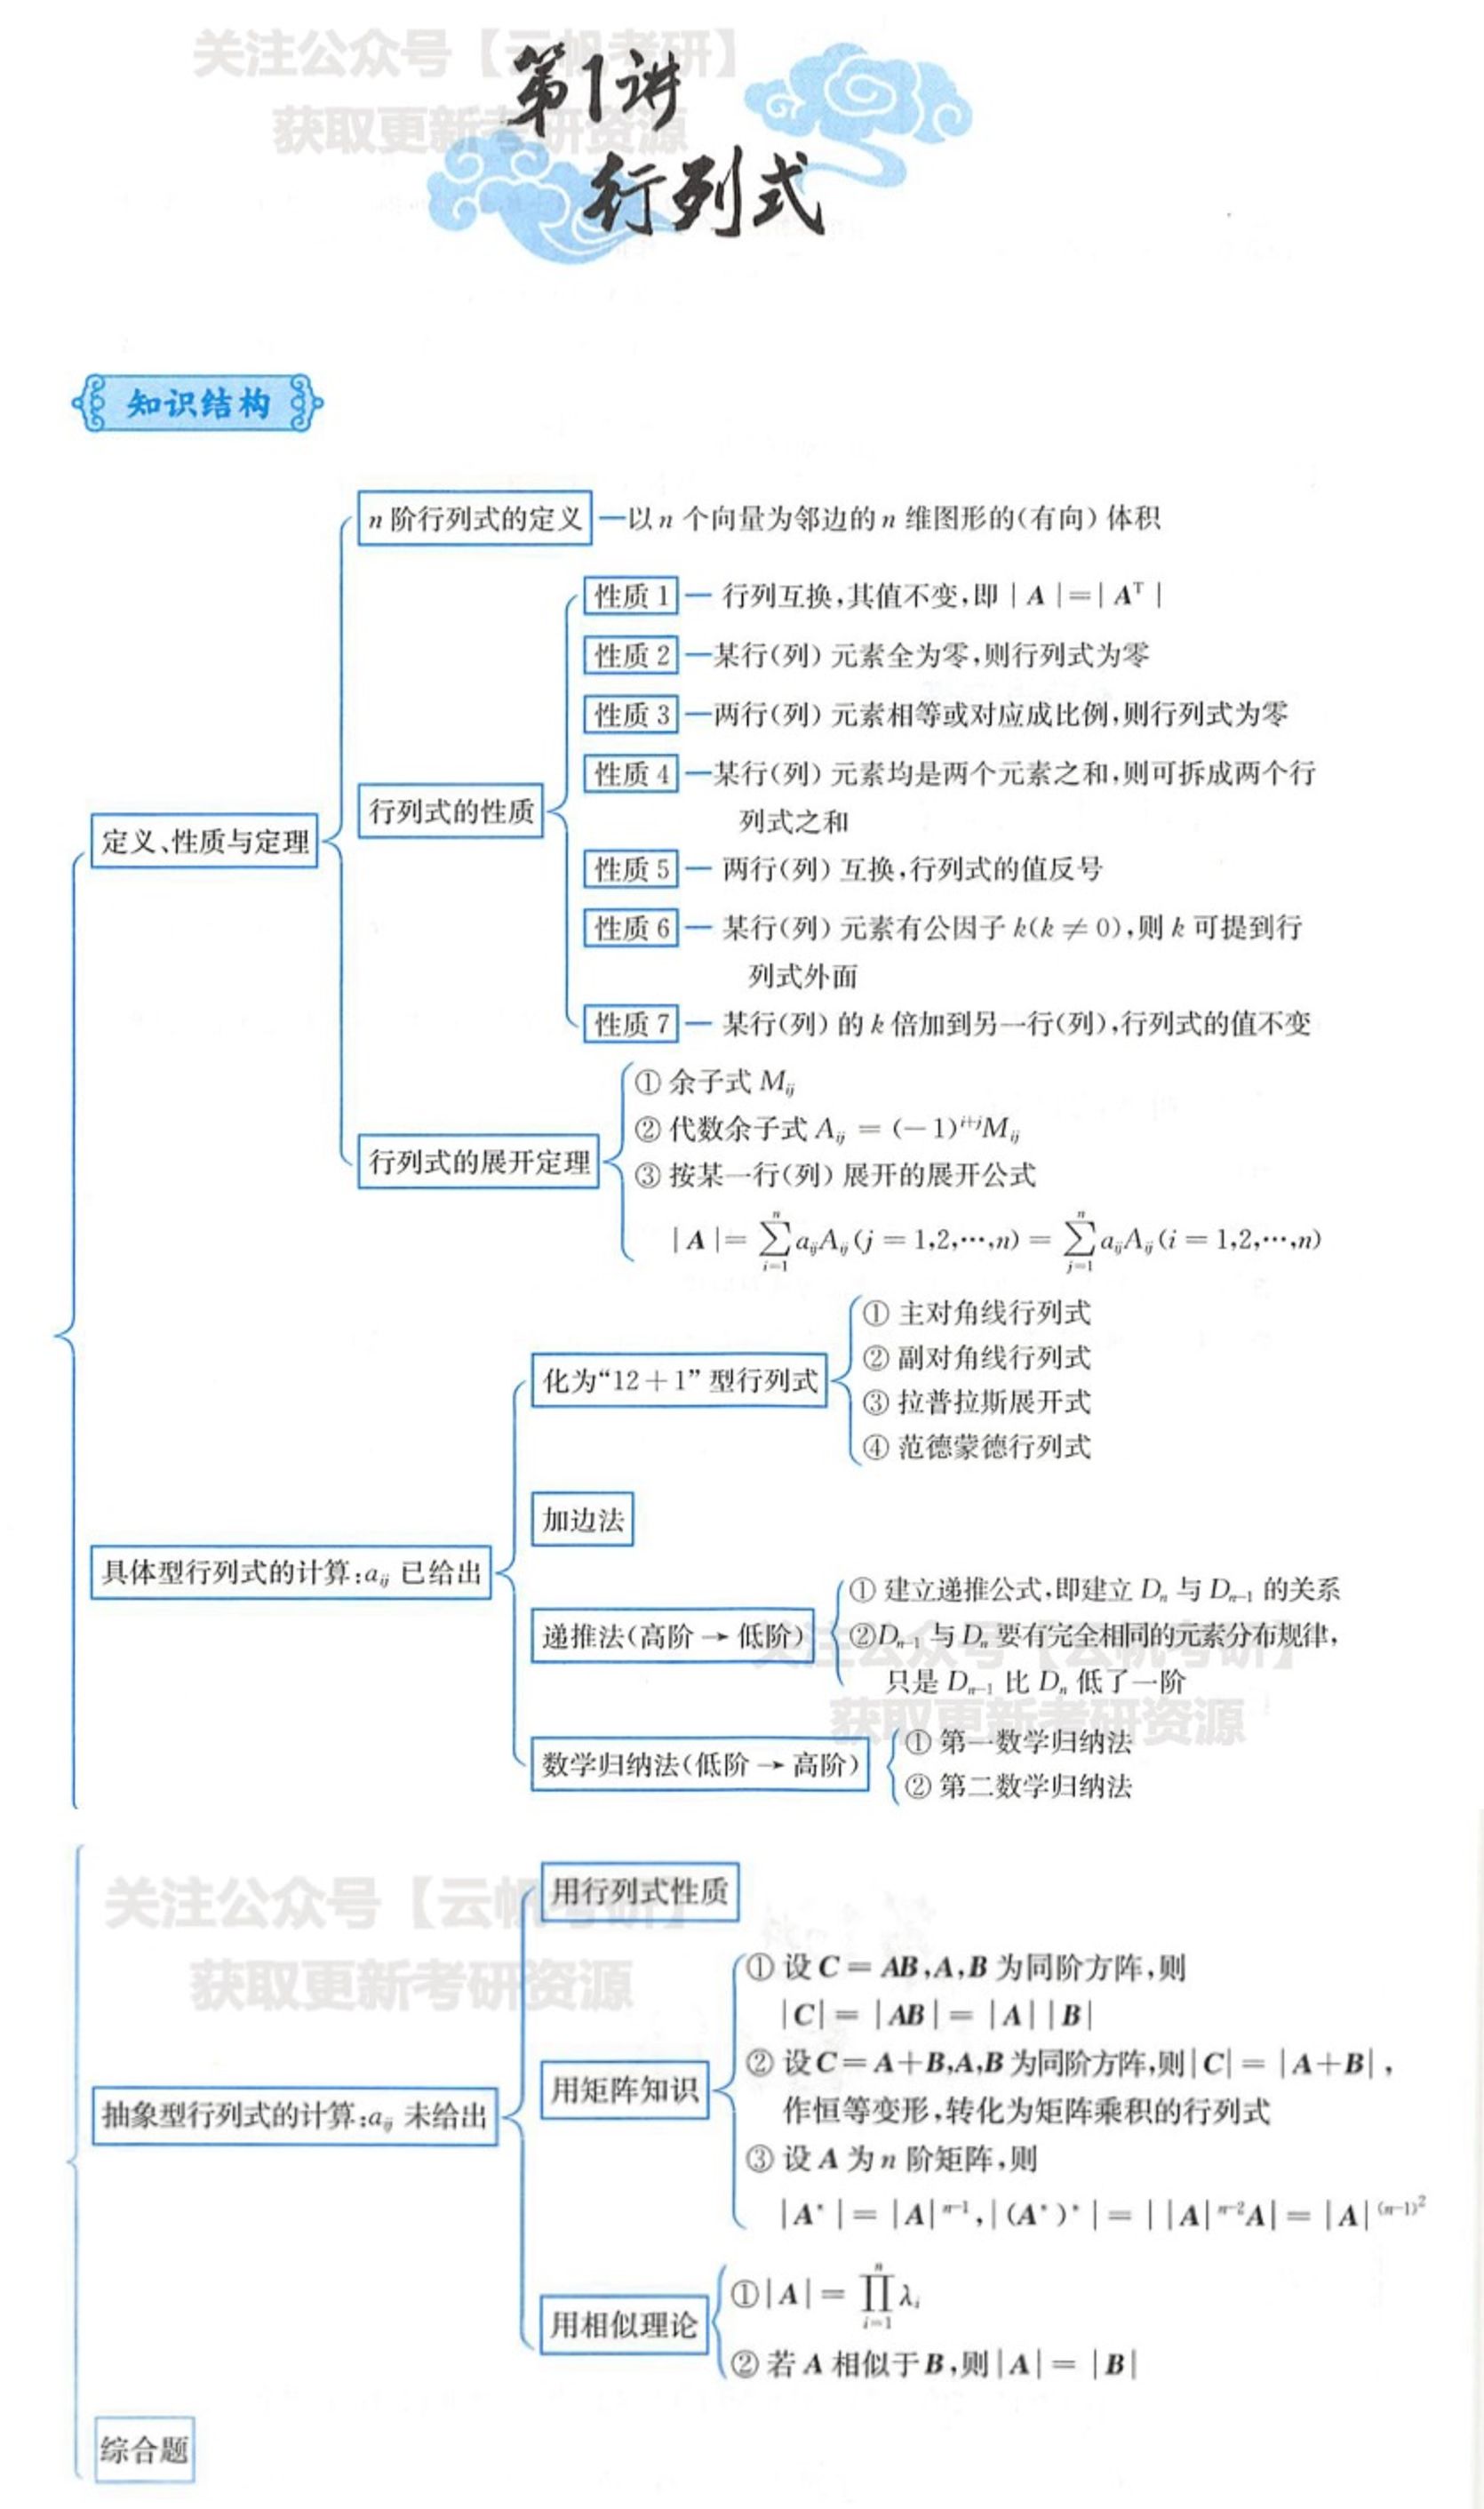 关注公众号【云帆考研】
获取更新考研资源
第1讲
行列式
知识结构
n 阶行列式的定义 — 以 n 个向量为邻边的 n 维图形的(有向) 体积
性质 1 — 行列互换,其值不变,即 | A |=| Aᵀ |
性质 2 — 某行(列) 元素全为零,则行列式为零
性质 3 — 两行(列) 元素相等或对应成比例,则行列式为零
性质 4 — 某行(列) 元素均是两个元素之和,则可拆成两个行
列式之和
行列式的性质
定义、性质与定理
性质 5 — 两行(列) 互换,行列式的值反号
性质 6 — 某行(列) 元素有公因子 k(k ≠ 0),则 k 可提到行
列式外面
性质 7 — 某行(列) 的 k 倍加到另一行(列),行列式的值不变
① 余子式 M_{ij}
② 代数余子式 A_{ij} = (−1)^{i+j}M_{ij}
行列式的展开定理
③ 按某一行(列) 展开的展开公式
| A |= ∑_{i=1}^{n} a_{ij}A_{ij} (j = 1,2,⋯,n) = ∑_{j=1}^{n} a_{ij}A_{ij} (i = 1,2,⋯,n)
化为“12+1” 型行列式
① 主对角线行列式
② 副对角线行列式
③ 拉普拉斯展开式
④ 范德蒙德行列式
加边法
具体型行列式的计算:a_{ij} 已给出
递推法(高阶 → 低阶)
① 建立递推公式,即建立 D_n 与 D_{n-1} 的关系
②D_{n-1} 与 D_n 要有完全相同的元素分布规律,
只是 D_{n-1} 比 D_n 低了一阶
关注公众号【云帆考研】
获取更新考研资源
数学归纳法(低阶 → 高阶)
① 第一数学归纳法
② 第二数学归纳法
关注公众号【云帆考研】
获取更新考研资源
用行列式性质
① 设 C = AB,A,B 为同阶方阵,则
|C| = |AB| = |A||B|
② 设 C = A+B,A,B 为同阶方阵,则|C| = |A+B|,
作恒等变形,转化为矩阵乘积的行列式
用矩阵知识
抽象型行列式的计算:a_{ij} 未给出
③ 设 A 为 n 阶矩阵,则
|A*| = |A|^{n-1},|(A*)*| = ||A|^{n-2}A| = |A|^{(n-1)²}
用相似理论
①|A| = ∏_{i=1}^{n} λ_i
② 若 A 相似于 B,则|A| = |B|
综合题